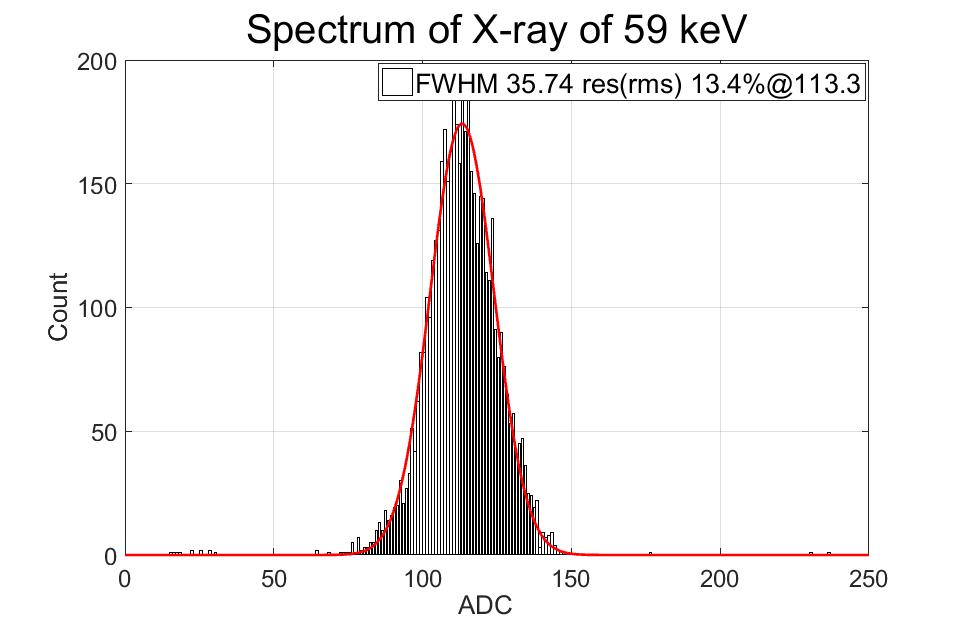 Spectrum of X-ray of 59 keV
FWHM 35.74 res(rms) 13.4%@113.3
200
150
100
50
0
Count
0 50 100 150 200 250
ADC